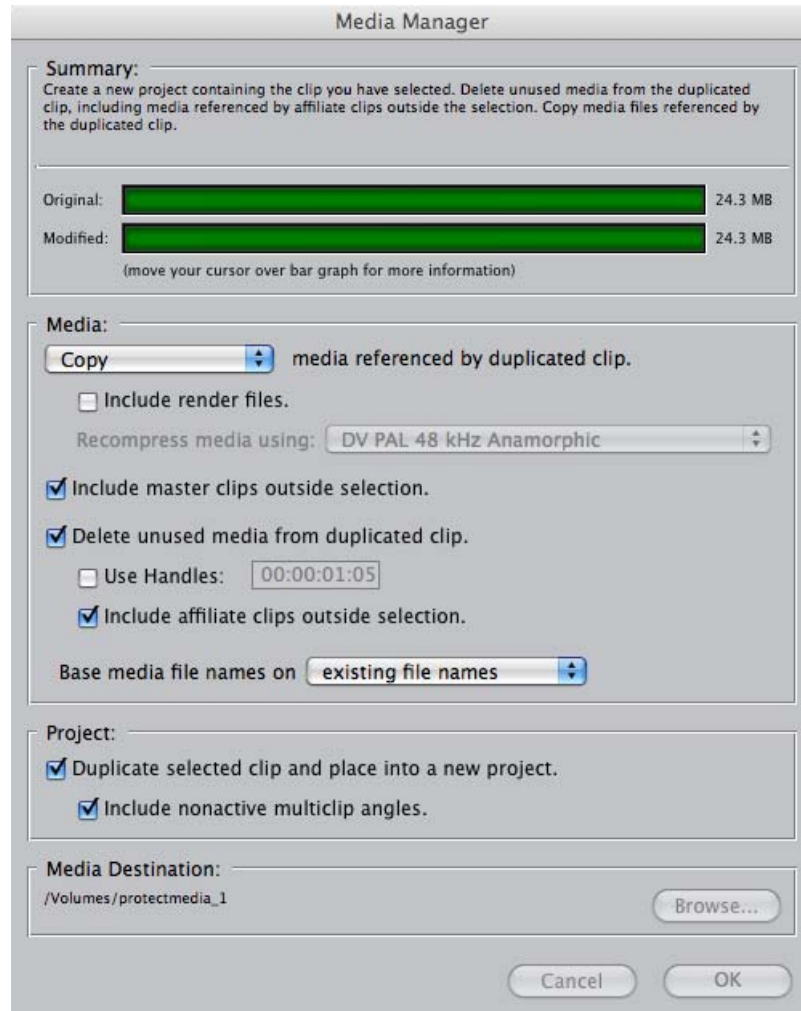 Media Manager
Summary:
Create a new project containing the clip you have selected. Delete unused media from the duplicated
clip, including media referenced by affiliate clips outside the selection. Copy media files referenced by
the duplicated clip.
Original: 24.3 MB
Modified: 24.3 MB
(move your cursor over bar graph for more information)
Media:
Copy media referenced by duplicated clip.
Include render files.
Recompress media using: DV PAL 48 kHz Anamorphic
Include master clips outside selection.
Delete unused media from duplicated clip.
Use Handles: 00:00:01:05
Include affiliate clips outside selection.
Base media file names on existing file names
Project:
Duplicate selected clip and place into a new project.
Include nonactive multiclip angles.
Media Destination:
/Volumes/protectmedia_1
Browse...
Cancel OK